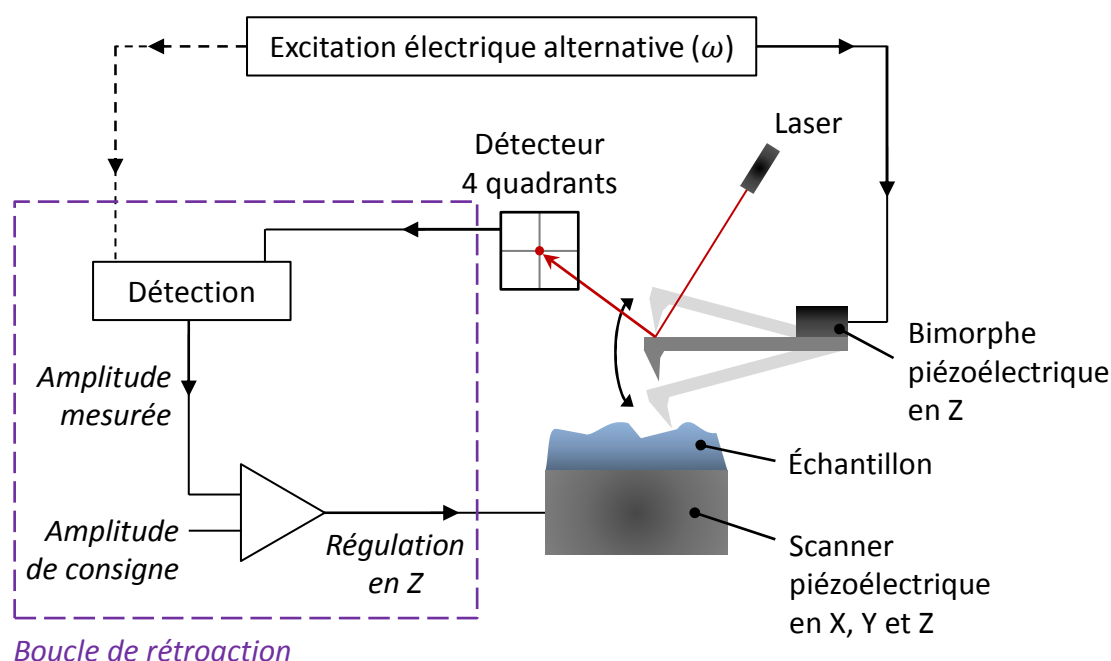 Excitation électrique alternative (ω)
Laser
Détecteur
4 quadrants
Détection
Bimorphe
piézoélectrique
en Z
Amplitude
mesurée
Échantillon
Amplitude
de consigne
Régulation
en Z
Scanner
piézoélectrique
en X, Y et Z
Boucle de rétroaction